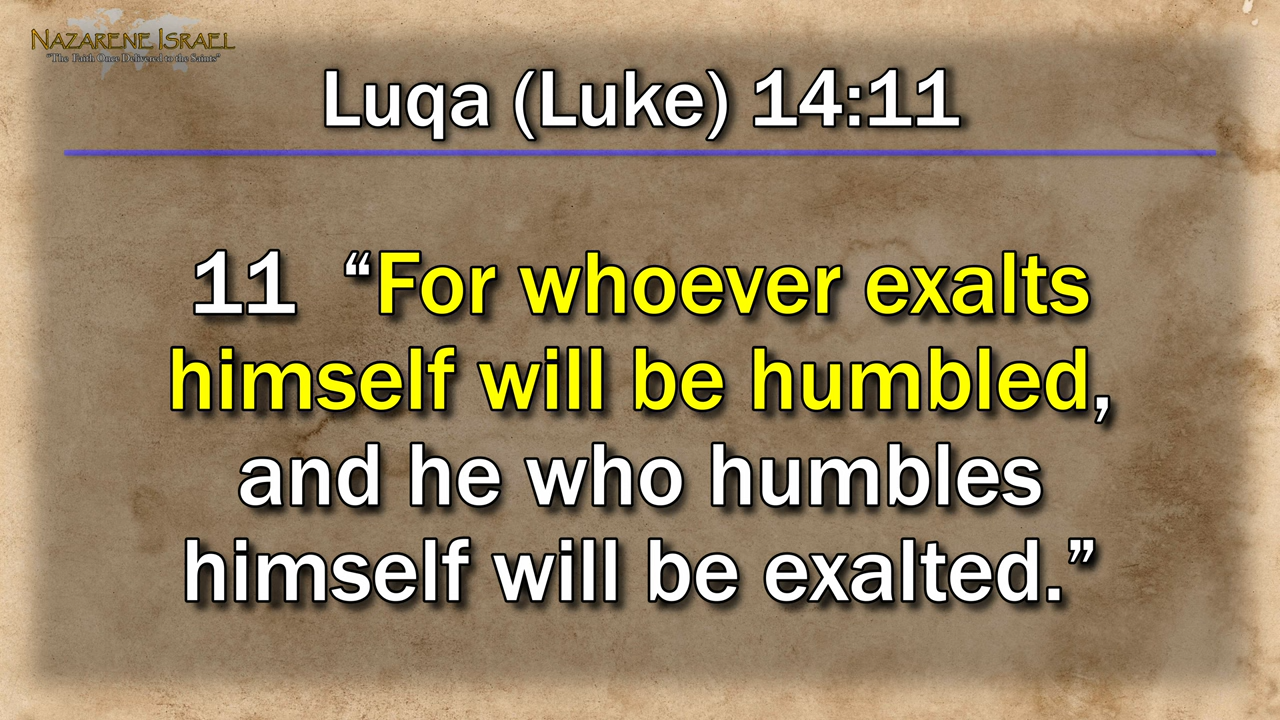 NAZARENE ISRAEL
"The Faith Once Delivered to the Saints"
Luqa (Luke) 14:11
11 “For whoever exalts
himself will be humbled,
and he who humbles
himself will be exalted.”